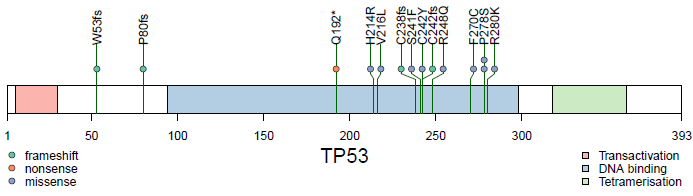 W53fs
P80fs
Q192*
H214R
V216L
C238fs
S241F
C242Y
C242fs
R248Q
F270C
P278S
R280K
1
50
100
150
200
250
300
393
TP53
frameshift
nonsense
missense
Transactivation
DNA binding
Tetramerisation